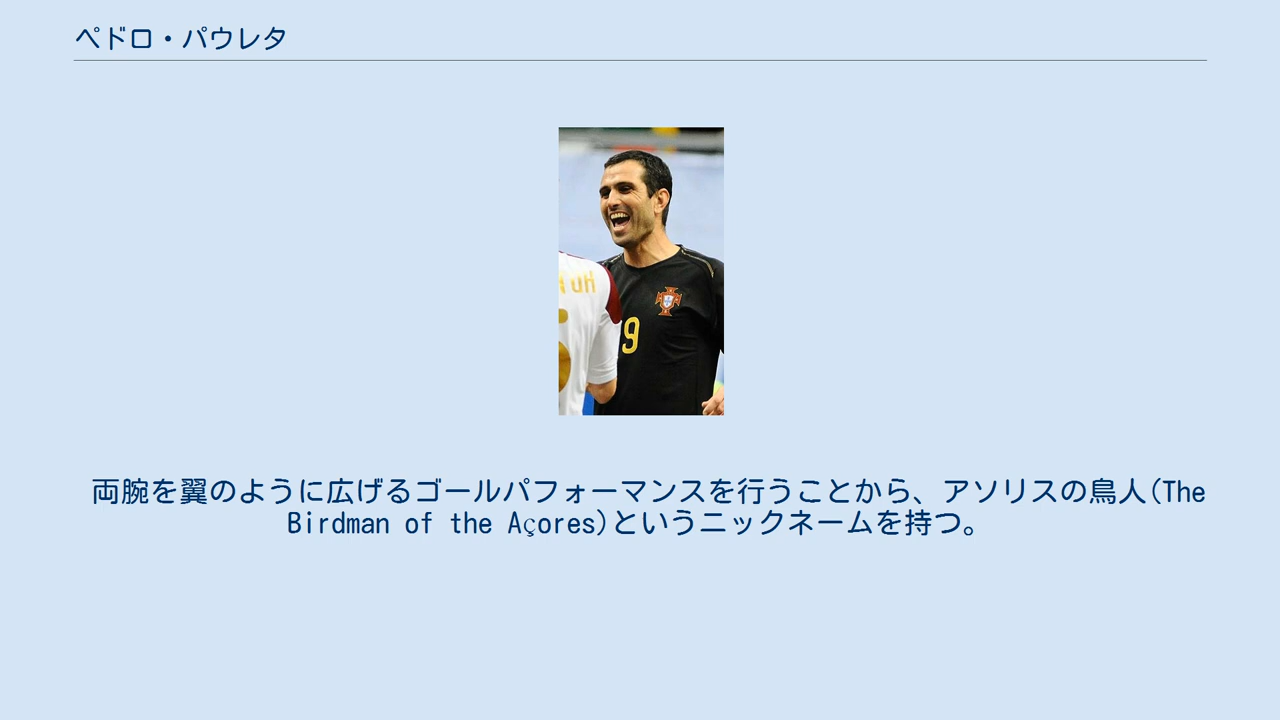 ペドロ・パウレタ
9
両腕を翼のように広げるゴールパフォーマンスを行うことから、アソリスの鳥人(The
Birdman of the Açores)というニックネームを持つ。